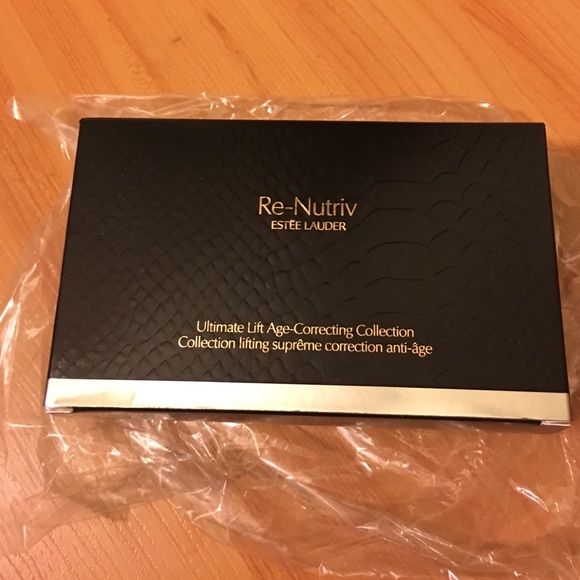 Re-Nutriv
ESTĒE LAUDER
Ultimate Lift Age-Correcting Collection
Collection lifting suprême correction anti-âge